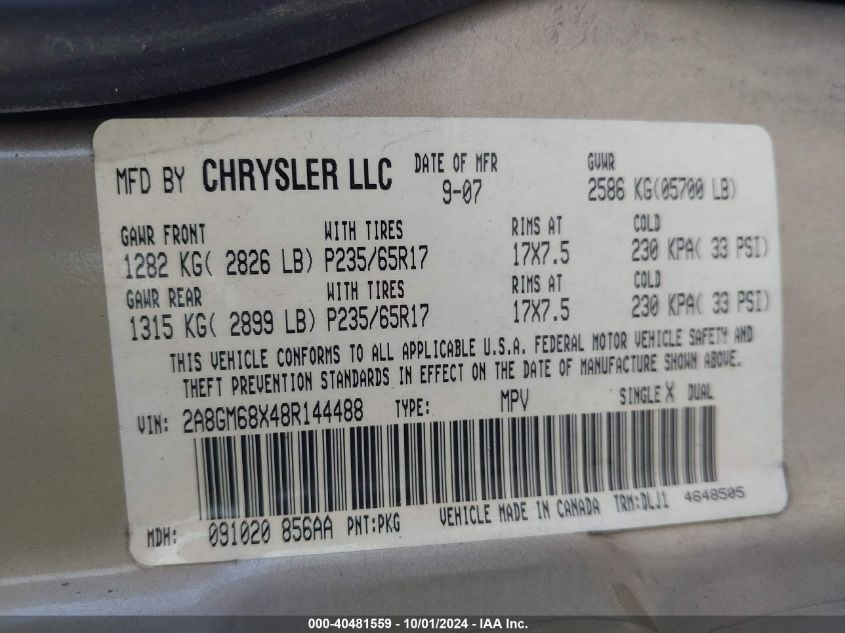 MFD BY CHRYSLER LLC DATE OF MFR 9-07 GVWR 2586 KG(05700 LB)
GAWR FRONT WITH TIRES RIMS AT COLD
1282 KG( 2826 LB) P235/65R17 17X7.5 230 KPA( 33 PSI)
GAWR REAR WITH TIRES RIMS AT COLD
1315 KG( 2899 LB) P235/65R17 17X7.5 230 KPA( 33 PSI)
THIS VEHICLE CONFORMS TO ALL APPLICABLE U.S.A. FEDERAL MOTOR VEHICLE SAFETY AND
THEFT PREVENTION STANDARDS IN EFFECT ON THE DATE OF MANUFACTURE SHOWN ABOVE.
VIN: 2A8GM68X48R144488 TYPE: MPV SINGLE X DUAL
MDH: 091020 856AA PNT:PKG VEHICLE MADE IN CANADA TRM:DLJ1 4648505
000-40481559 - 10/01/2024 - IAA Inc.